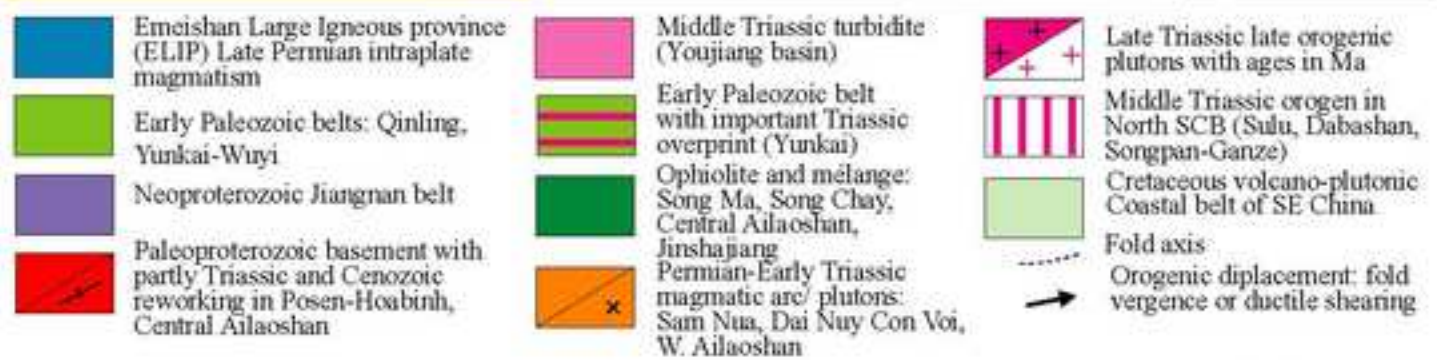 Emeishan Large Igneous province
(ELIP) Late Permian intraplate
magmatism
Early Paleozoic belts: Qinling,
Yunkai-Wuyi
Neoproterozoic Jiangnan belt
Paleoproterozoic basement with
partly Triassic and Cenozoic
reworking in Posen-Hoabinh,
Central Ailaoshan
Middle Triassic turbidite
(Youjiang basin)
Early Paleozoic belt
with important Triassic
overprint (Yunkai)
Ophiolite and mélange:
Song Ma, Song Chay,
Central Ailaoshan,
Jinshajiang
Permian-Early Triassic
magmatic arc/ plutons:
Sam Nua, Dai Nuy Con Voi,
W. Ailaoshan
Late Triassic late orogenic
plutons with ages in Ma
Middle Triassic orogen in
North SCB (Sulu, Dabashan,
Songpan-Ganze)
Cretaceous volcano-plutonic
Coastal belt of SE China
Fold axis
Orogenic diplacement: fold
vergence or ductile shearing